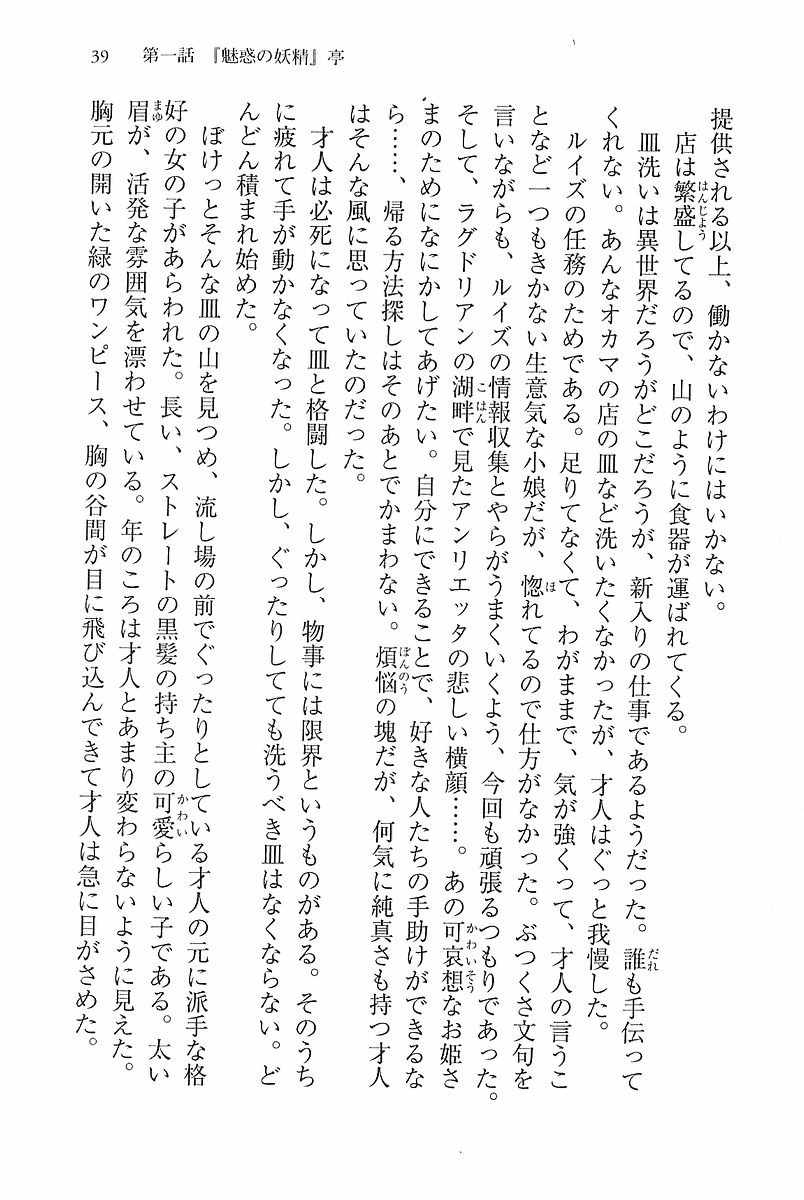 39　第一話　『魅惑の妖精』亭
提供される以上、働かないわけにはいかない。
店は繁盛してるので、山のように食器が運ばれてくる。
皿洗いは異世界だろうがどこだろうが、新入りの仕事であるようだった。誰も手伝って
くれない。あんなオカマの店の皿など洗いたくなかったが、才人はぐっと我慢した。
ルイズの任務のためである。足りてなくて、わがままで、気が強くって、才人の言うこ
となど一つもきかない生意気な小娘だが、惚れてるので仕方がなかった。ぶつくさ文句を
言いながらも、ルイズの情報収集とやらがうまくいくよう、今回も頑張るつもりであった。
そして、ラグドリアンの湖畔で見たアンリエッタの悲しい横顔……。あの可哀想なお姫さ
まのためになにかしてあげたい。自分にできることで、好きな人たちの手助けができるな
ら……、帰る方法探しはそのあとでかまわない。煩悩の塊だが、何気に純真さも持つ才人
はそんな風に思っていたのだった。
才人は必死になって皿と格闘した。しかし、物事には限界というものがある。そのうち
に疲れて手が動かなくなった。しかし、ぐったりしてても洗うべき皿はなくならない。ど
んどん積まれ始めた。
ぼけっとそんな皿の山を見つめ、流し場の前でぐったりとしている才人の元に派手な格
好の女の子があらわれた。長い、ストレートの黒髪の持ち主の可愛らしい子である。太い
眉が、活発な雰囲気を漂わせている。年のころは才人とあまり変わらないように見えた。
胸元の開いた緑のワンピース、胸の谷間が目に飛び込んできて才人は急に目がさめた。